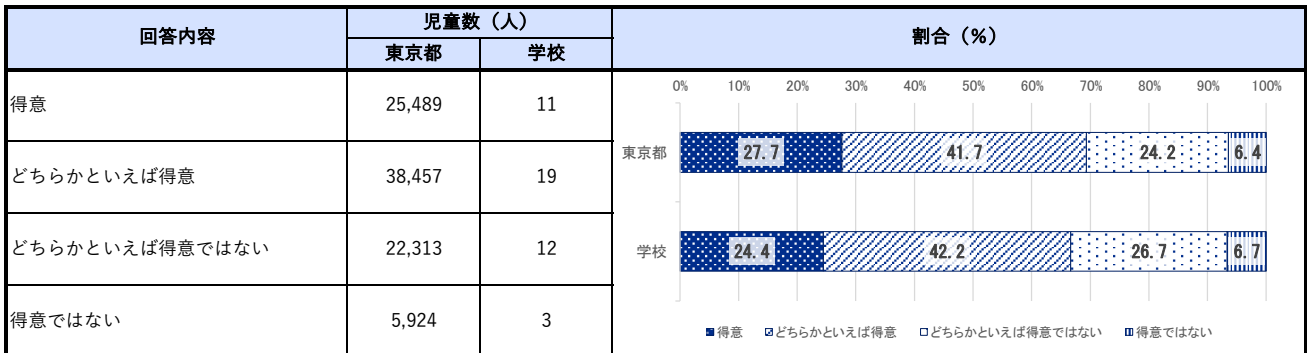 回答内容 児童数（人） 割合（%）
東京都 学校
得意 25,489 11
どちらかといえば得意 38,457 19
どちらかといえば得意ではない 22,313 12
得意ではない 5,924 3
0% 10% 20% 30% 40% 50% 60% 70% 80% 90% 100%
東京都 27.7 41.7 24.2 6.4
学校 24.4 42.2 26.7 6.7
得意 どちらかといえば得意 どちらかといえば得意ではない 得意ではない